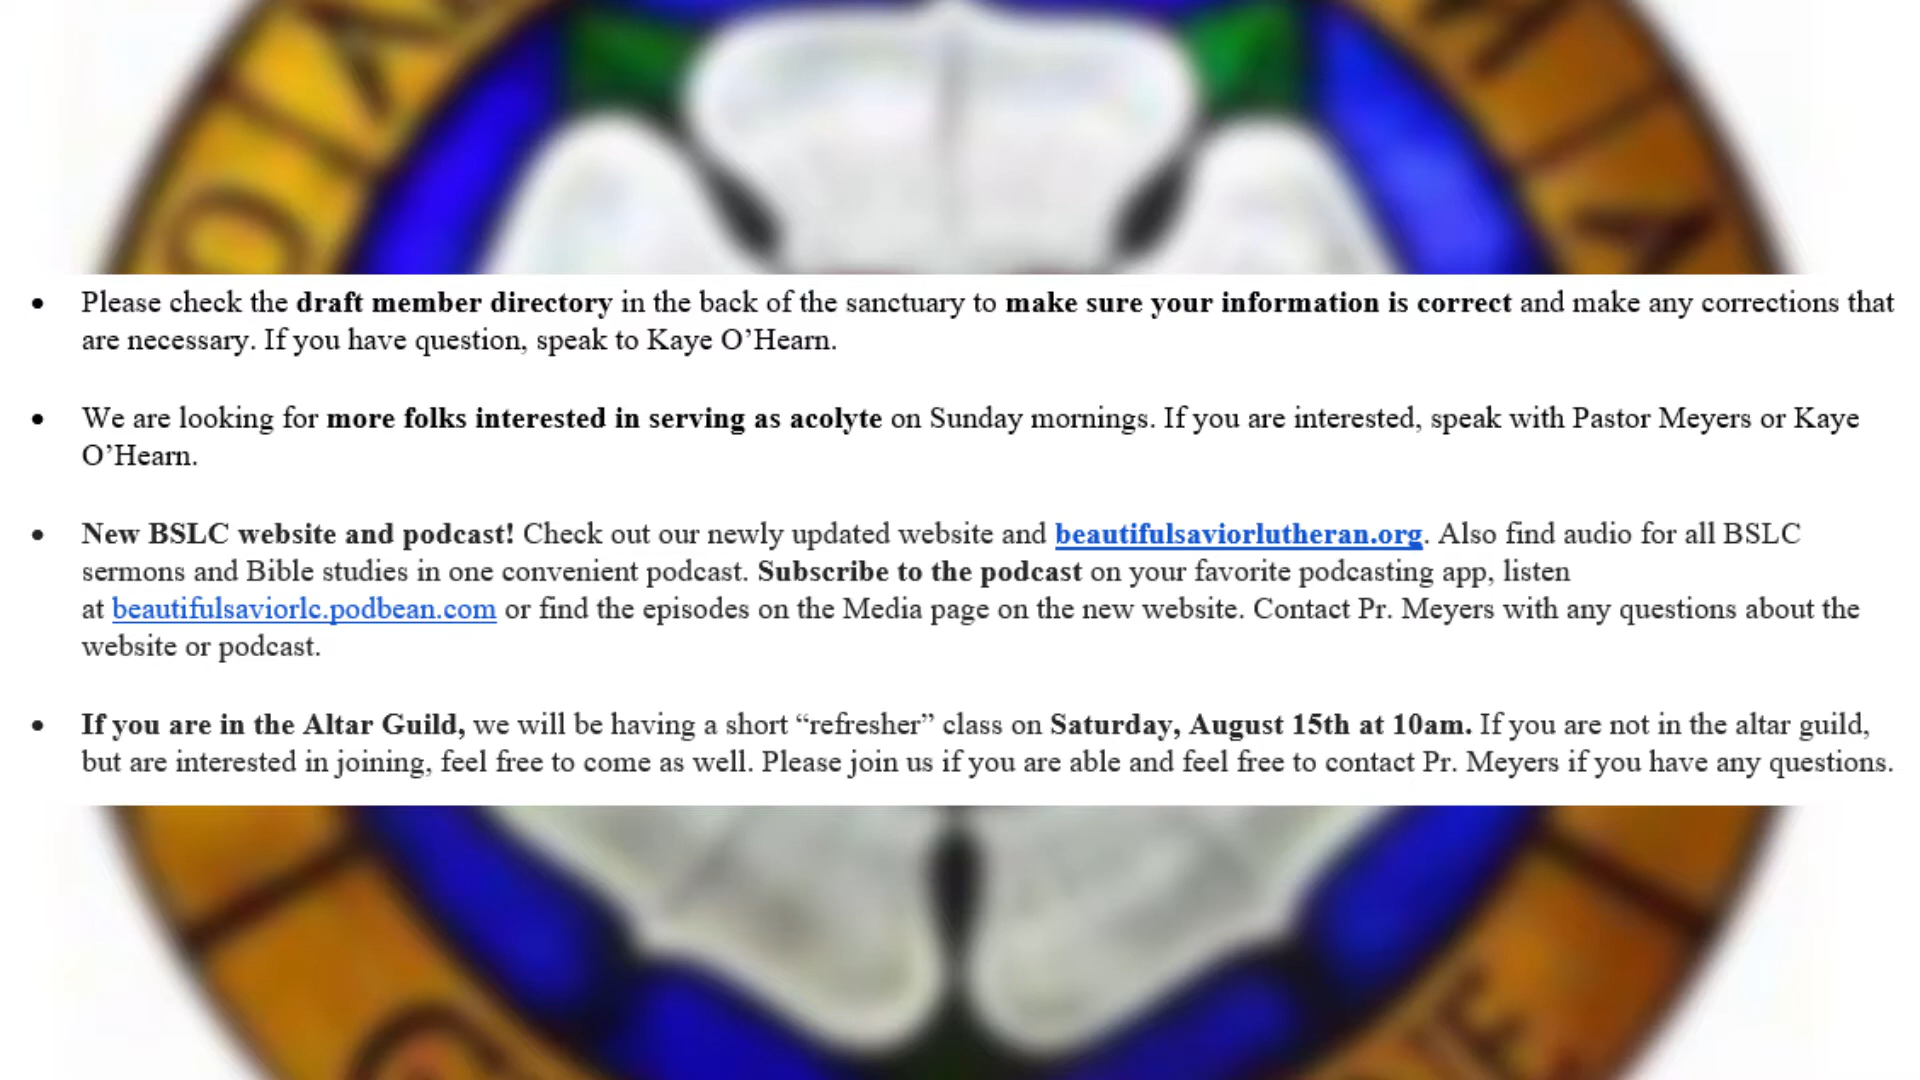 • Please check the draft member directory in the back of the sanctuary to make sure your information is correct and make any corrections that
are necessary. If you have question, speak to Kaye O’Hearn.
• We are looking for more folks interested in serving as acolyte on Sunday mornings. If you are interested, speak with Pastor Meyers or Kaye
O’Hearn.
• New BSLC website and podcast! Check out our newly updated website and beautifulsaviorlutheran.org. Also find audio for all BSLC
sermons and Bible studies in one convenient podcast. Subscribe to the podcast on your favorite podcasting app, listen
at beautifulsaviorlc.podbean.com or find the episodes on the Media page on the new website. Contact Pr. Meyers with any questions about the
website or podcast.
• If you are in the Altar Guild, we will be having a short “refresher” class on Saturday, August 15th at 10am. If you are not in the altar guild,
but are interested in joining, feel free to come as well. Please join us if you are able and feel free to contact Pr. Meyers if you have any questions.